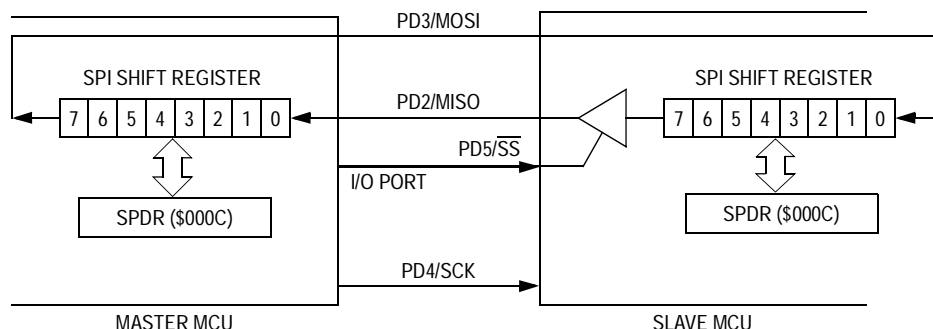 PD3/MOSI
SPI SHIFT REGISTER
SPI SHIFT REGISTER
7 6 5 4 3 2 1 0
PD2/MISO
7 6 5 4 3 2 1 0
PD5/S̅S̅
I/O PORT
SPDR ($000C)
SPDR ($000C)
PD4/SCK
MASTER MCU
SLAVE MCU